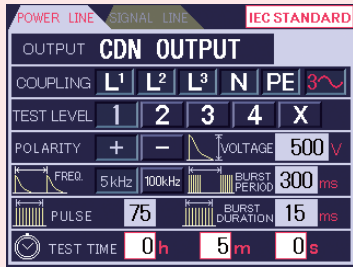 POWER LINE SIGNAL LINE IEC STANDARD
OUTPUT CDN OUTPUT
COUPLING L1 L2 L3 N PE 3~
TEST LEVEL 1 2 3 4 X
POLARITY + − VOLTAGE 500 V
FREQ. 5kHz 100kHz BURST PERIOD 300 ms
PULSE 75 BURST DURATION 15 ms
TEST TIME 0 h 5 m 0 s